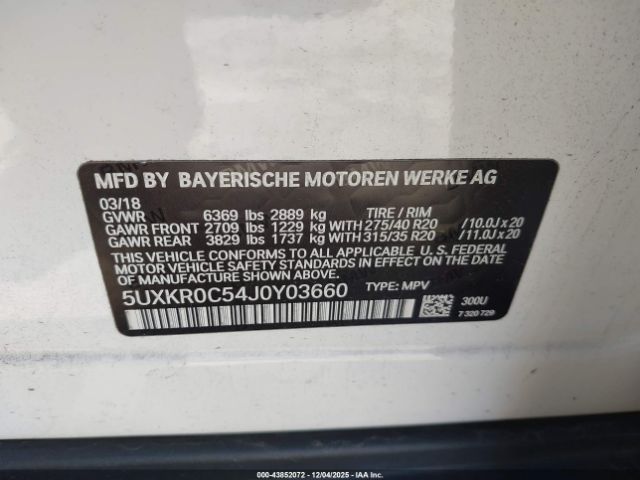 MFD BY BAYERISCHE MOTOREN WERKE AG
03/18
GVWR 6369 lbs 2889 kg TIRE / RIM
GAWR FRONT 2709 lbs 1229 kg WITH 275/40 R20 / 10.0J x 20
GAWR REAR 3829 lbs 1737 kg WITH 315/35 R20 / 11.0J x 20
THIS VEHICLE CONFORMS TO ALL APPLICABLE U. S. FEDERAL
MOTOR VEHICLE SAFETY STANDARDS IN EFFECT ON THE DATE
OF MANUFACTURE SHOWN ABOVE.
5UXKR0C54J0Y03660 TYPE: MPV
300U
7 320 729
000-43852072 - 12/04/2025 - IAA Inc.